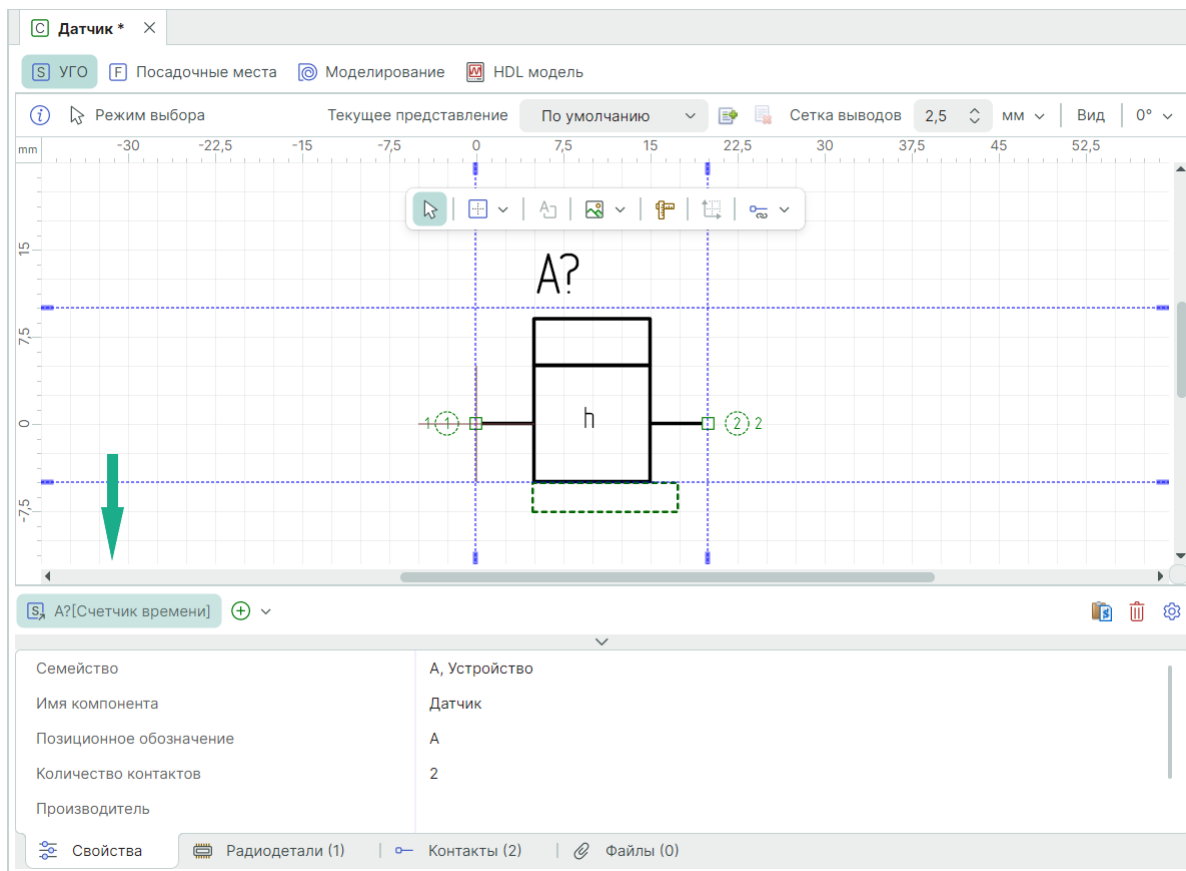 C Датчик *
S УГО F Посадочные места Моделирование HDL модель
i Режим выбора Текущее представление По умолчанию Сетка выводов 2,5 мм Вид 0°
mm -30 -22,5 -15 -7,5 0 7,5 15 22,5 30 37,5 45 52,5
15
A?
7,5
h
0 1 1 2 2
-7,5
S A?[Счетчик времени]
Семейство A, Устройство
Имя компонента Датчик
Позиционное обозначение A
Количество контактов 2
Производитель
Свойства Радиодетали (1) Контакты (2) Файлы (0)